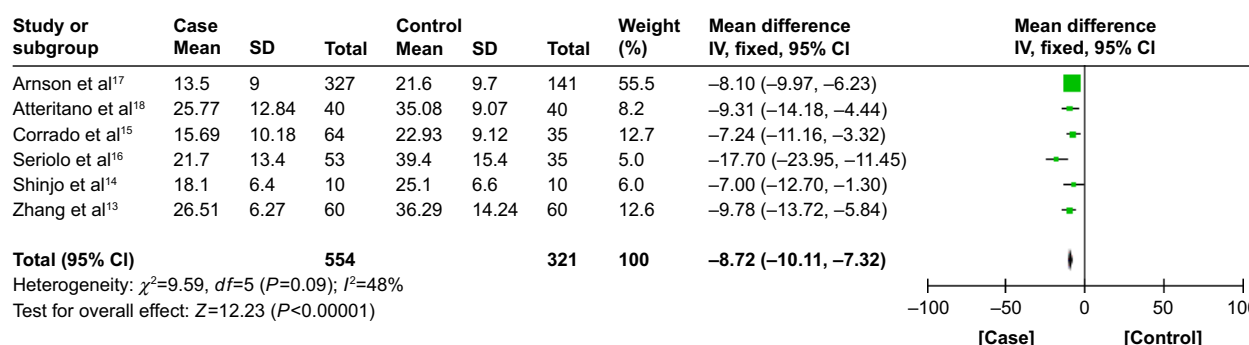 Study or Case Control Weight Mean difference Mean difference
subgroup Mean SD Total Mean SD Total (%) IV, fixed, 95% CI IV, fixed, 95% CI
Arnson et al¹⁷ 13.5 9 327 21.6 9.7 141 55.5 –8.10 (–9.97, –6.23)
Atteritano et al¹⁸ 25.77 12.84 40 35.08 9.07 40 8.2 –9.31 (–14.18, –4.44)
Corrado et al¹⁵ 15.69 10.18 64 22.93 9.12 35 12.7 –7.24 (–11.16, –3.32)
Seriolo et al¹⁶ 21.7 13.4 53 39.4 15.4 35 5.0 –17.70 (–23.95, –11.45)
Shinjo et al¹⁴ 18.1 6.4 10 25.1 6.6 10 6.0 –7.00 (–12.70, –1.30)
Zhang et al¹³ 26.51 6.27 60 36.29 14.24 60 12.6 –9.78 (–13.72, –5.84)
Total (95% CI) 554 321 100 –8.72 (–10.11, –7.32)
Heterogeneity: χ²=9.59, df=5 (P=0.09); I²=48%
Test for overall effect: Z=12.23 (P<0.00001)
–100 –50 0 50 100
[Case] [Control]